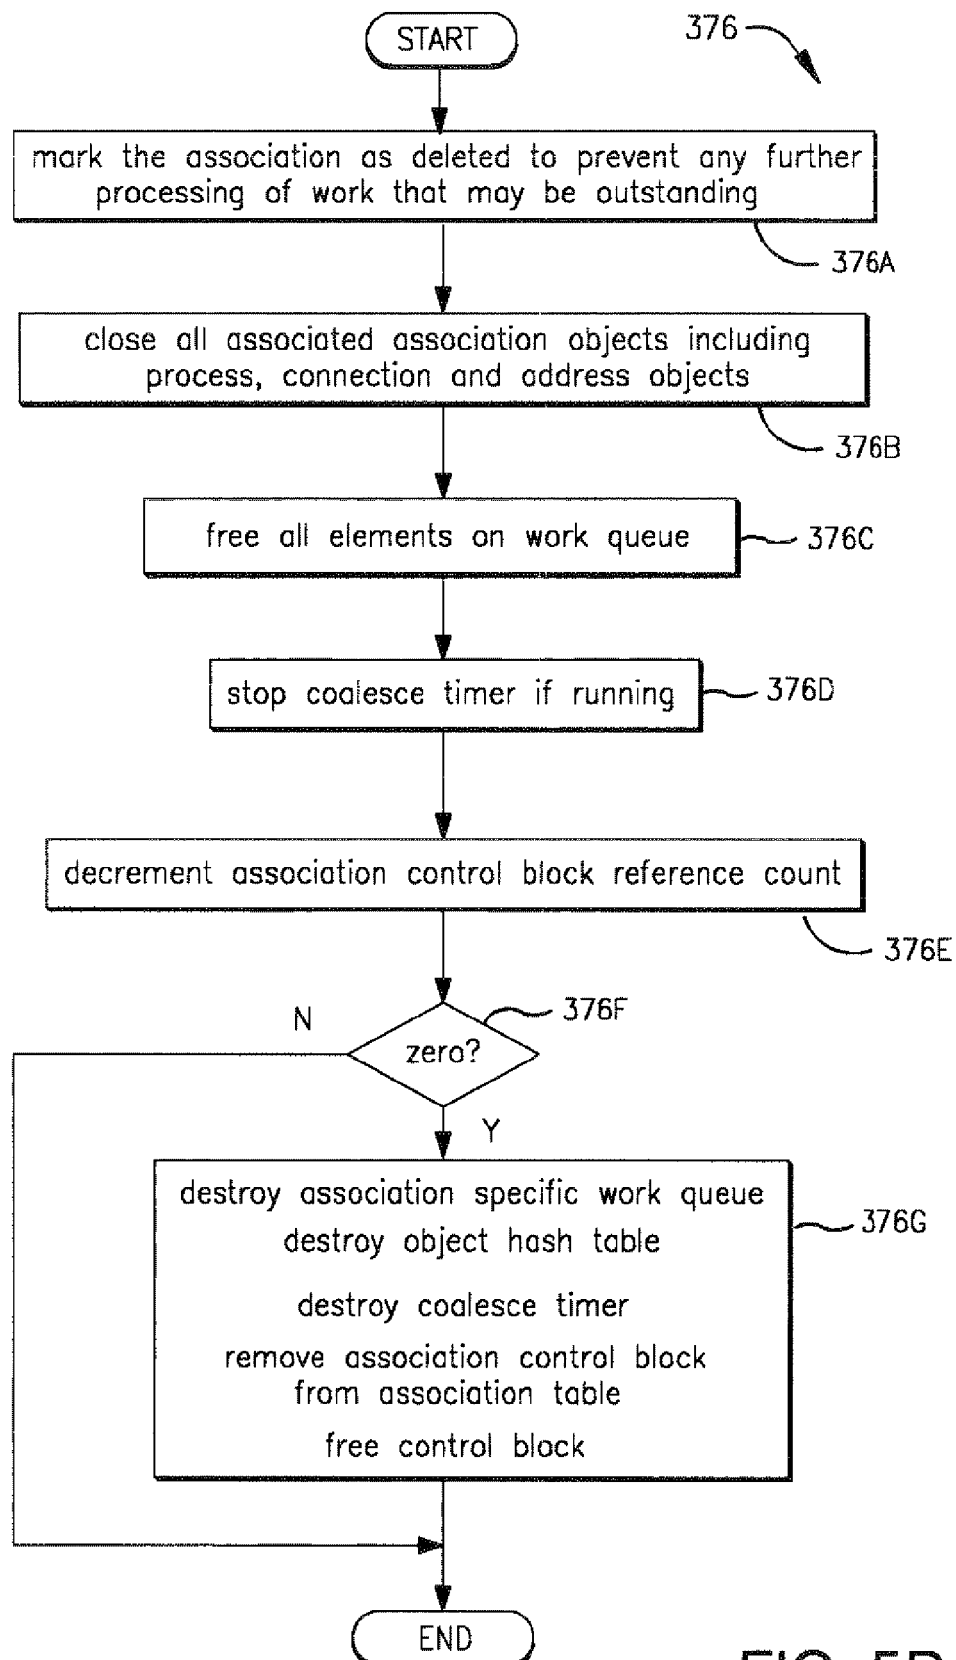 START
376
mark the association as deleted to prevent any further
processing of work that may be outstanding
376A
close all associated association objects including
process, connection and address objects
376B
free all elements on work queue
376C
stop coalesce timer if running
376D
decrement association control block reference count
376E
376F
N
zero?
Y
destroy association specific work queue
376G
destroy object hash table
destroy coalesce timer
remove association control block
from association table
free control block
END